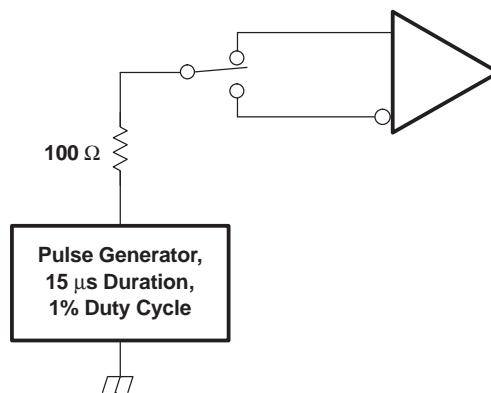 100 Ω
Pulse Generator,
15 μs Duration,
1% Duty Cycle